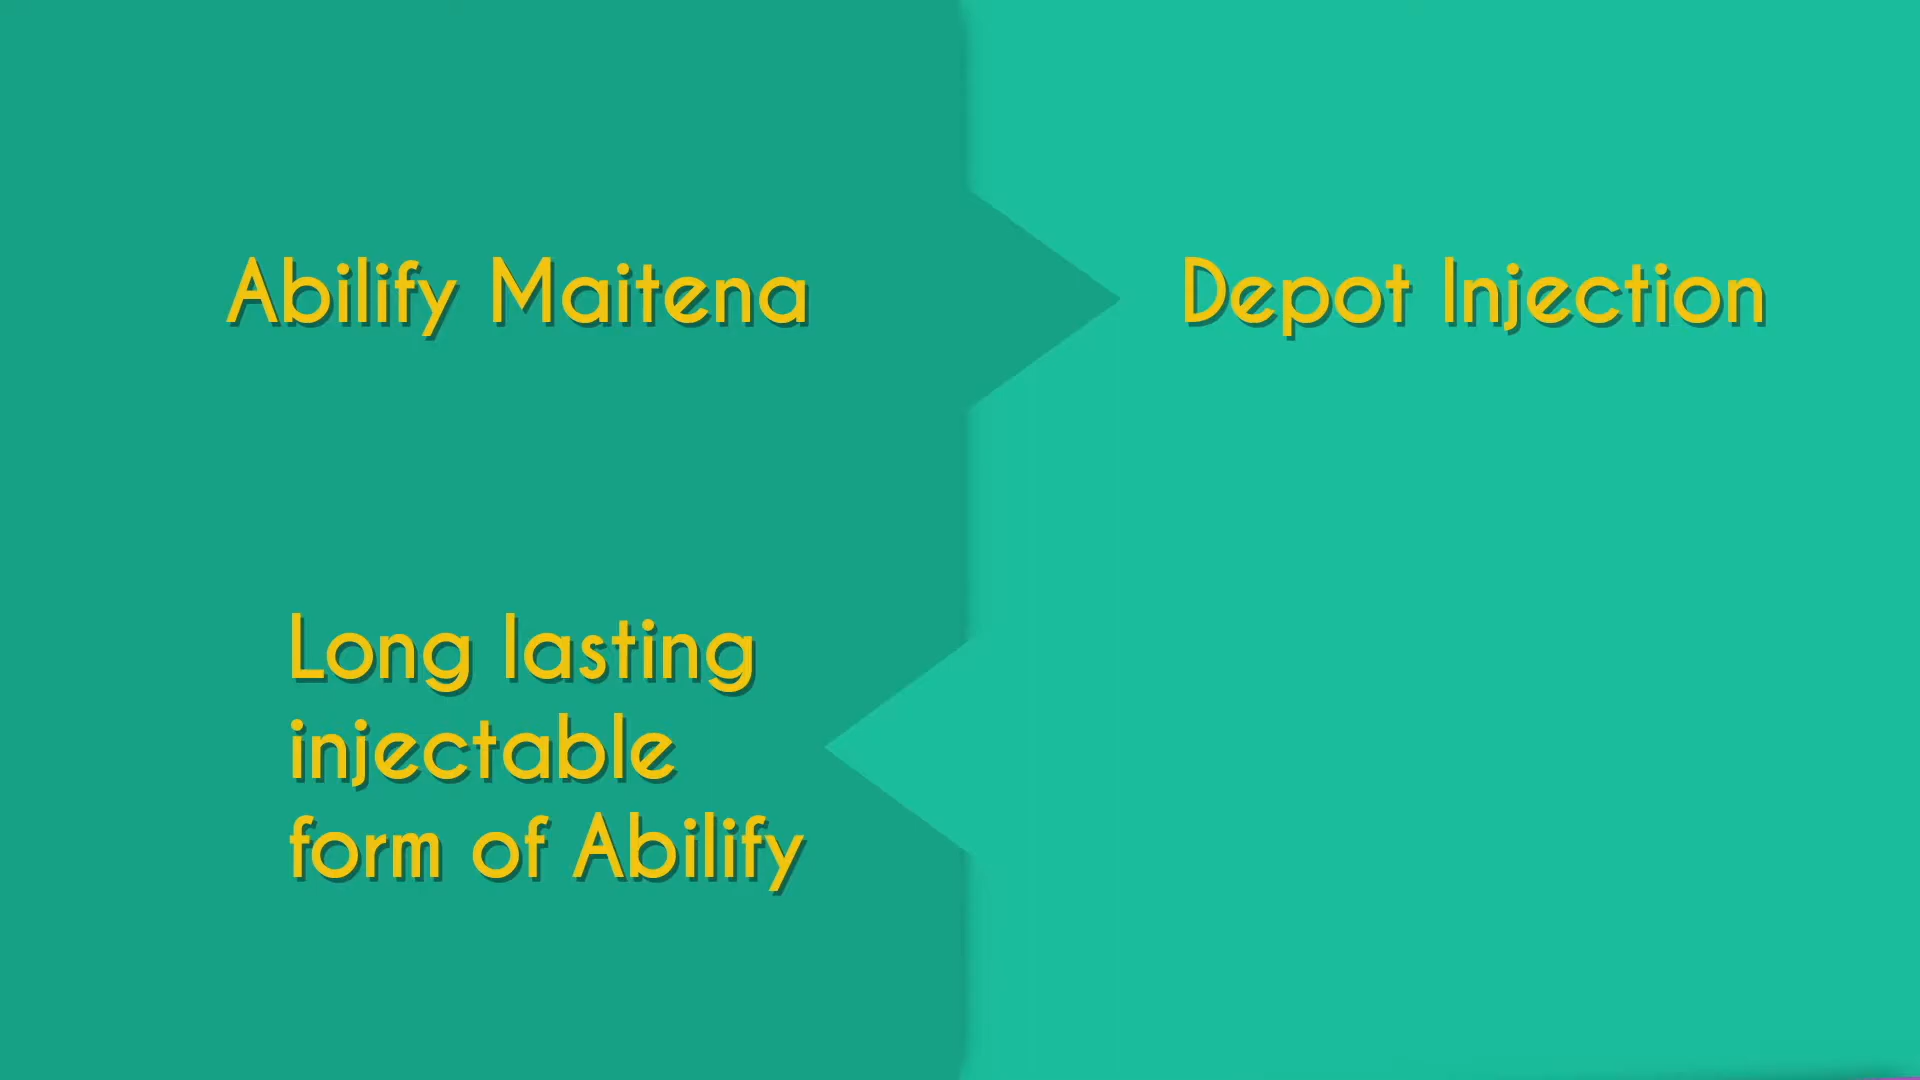 Abilify Maitena
Depot Injection
Long lasting
injectable
form of Abilify